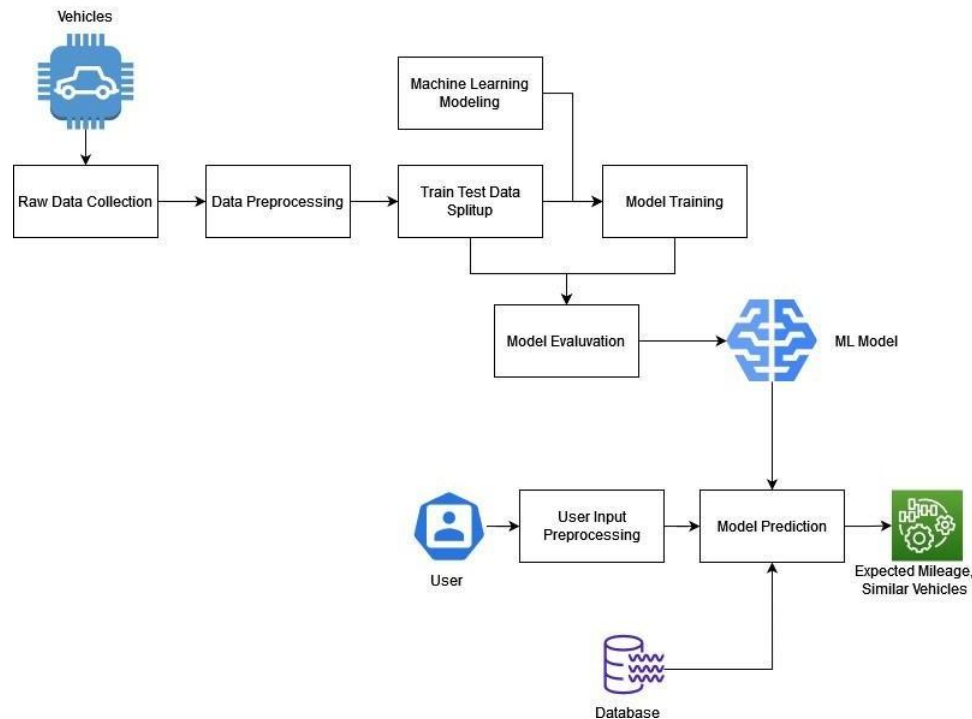 Vehicles
Machine Learning
Modeling
Raw Data Collection
Data Preprocessing
Train Test Data
Splitup
Model Training
Model Evaluvation
ML Model
User Input
Preprocessing
Model Prediction
User
Expected Mileage,
Similar Vehicles
Database